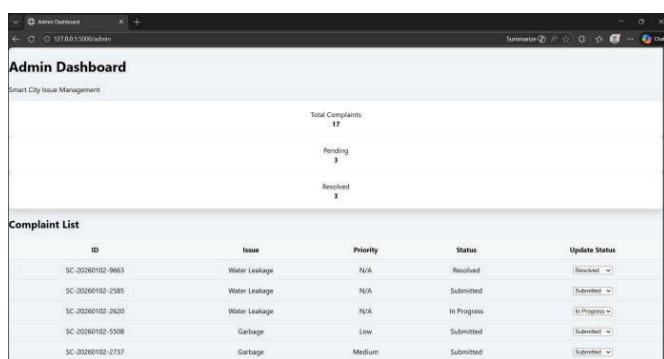 Admin Dashboard
127.0.0.1:5000/admin
Summarize
Admin Dashboard
Smart City Issue Management
Total Complaints
17
Pending
3
Resolved
3
Complaint List
ID Issue Priority Status Update Status
SC-20260102-9663 Water Leakage N/A Resolved Resolved
SC-20260102-2585 Water Leakage N/A Submitted Submitted
SC-20260102-2620 Water Leakage N/A In Progress In Progress
SC-20260102-5508 Garbage Low Submitted Submitted
SC-20260102-2737 Garbage Medium Submitted Submitted